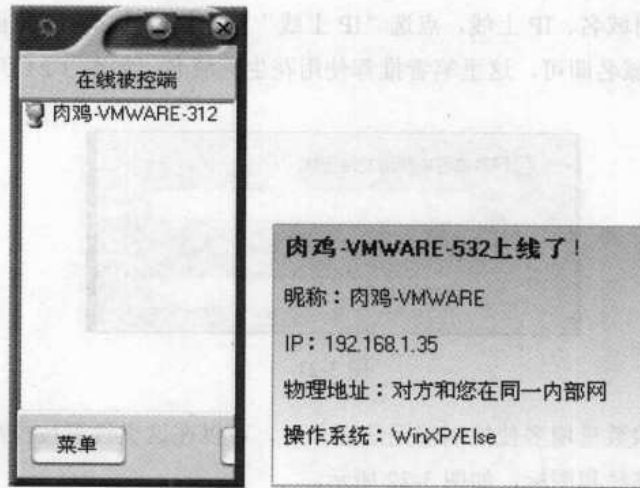 在线被控端
肉鸡-VMWARE-312
菜单
肉鸡-VMWARE-532上线了！
昵称：肉鸡-VMWARE
IP：192.168.1.35
物理地址：对方和您在同一内部网
操作系统：WinXP/Else